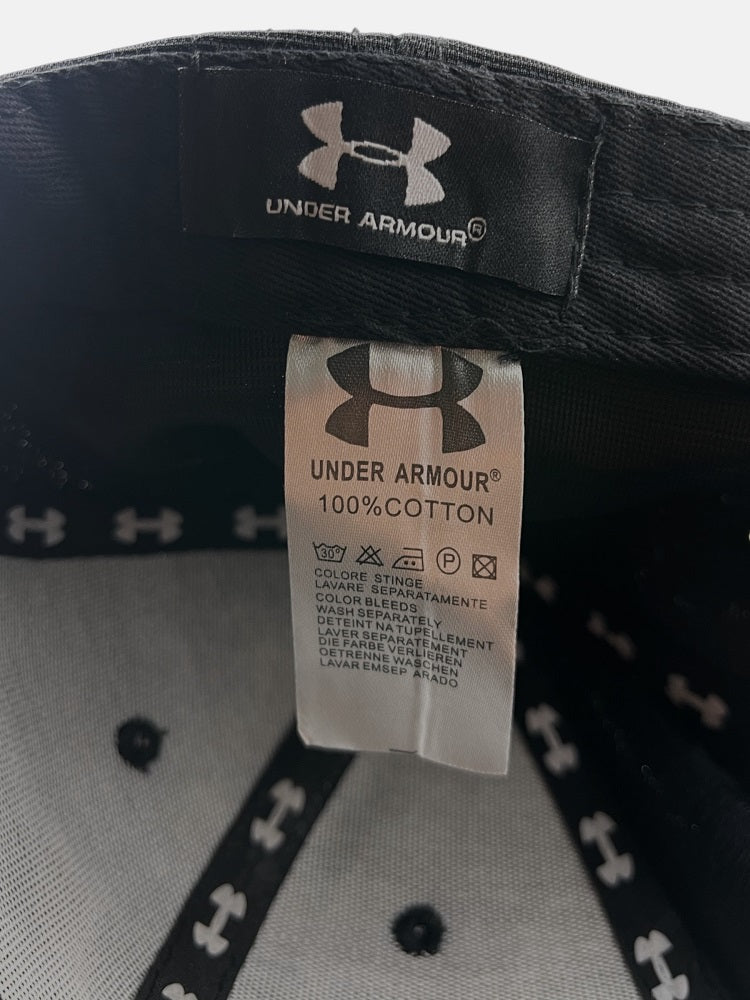 UNDER ARMOUR®
UNDER ARMOUR®
100%COTTON
30°
P
COLORE STINGE
LAVARE SEPARATAMENTE
COLOR BLEEDS
WASH SEPARATELY
DETEINT NATUPELLEMENT
LAVER SEPARETEMENT
DIE FARBE VERLIEREN
OETRENNE WASCHEN
LAVAR EMSEP ARADO